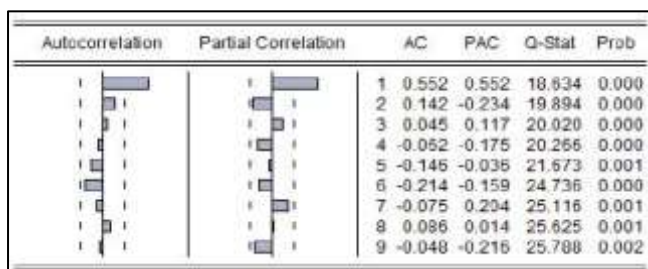 Autocorrelation Partial Correlation AC PAC Q-Stat Prob
1 0.552 0.552 18.634 0.000
2 0.142 -0.234 19.894 0.000
3 0.045 0.117 20.020 0.000
4 -0.062 -0.175 20.266 0.000
5 -0.146 -0.036 21.673 0.001
6 -0.214 -0.159 24.736 0.000
7 -0.075 0.204 25.116 0.001
8 0.086 0.014 25.625 0.001
9 -0.048 -0.216 25.788 0.002